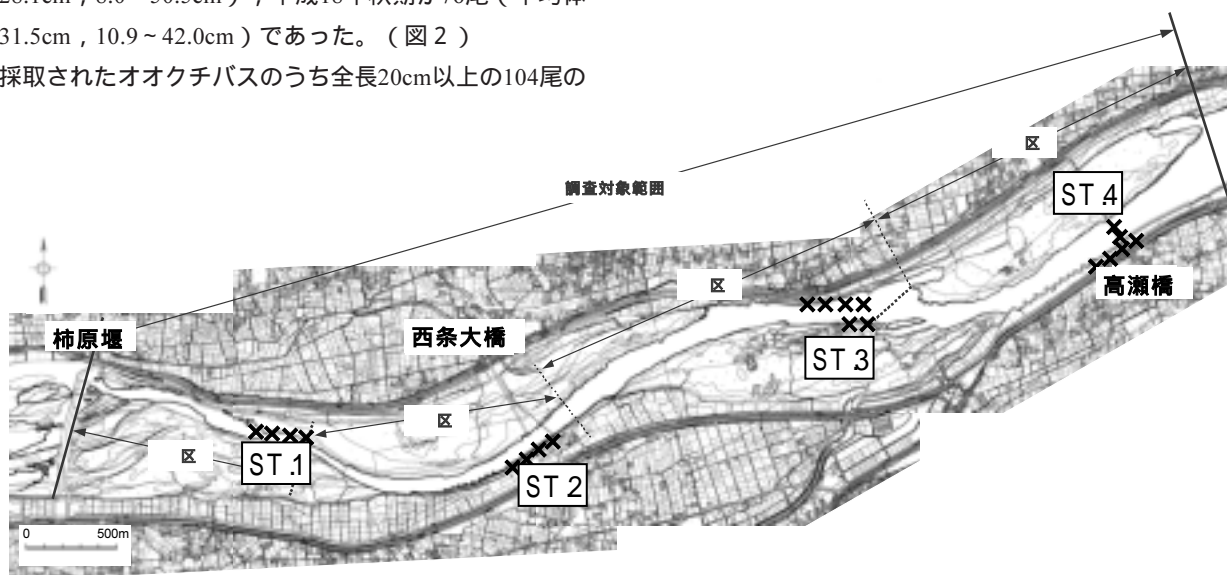 28.1cm，8.0～50.5cm），平成18年秋期が76尾（平均体
31.5cm，10.9～42.0cm）であった。（図２）
採取されたオオクチバスのうち全長20cm以上の104尾の
区
調査対象範囲
ST.4
区
高瀬橋
柿原堰
西条大橋
ST.3
区
区
ST.1
ST.2
0 500m